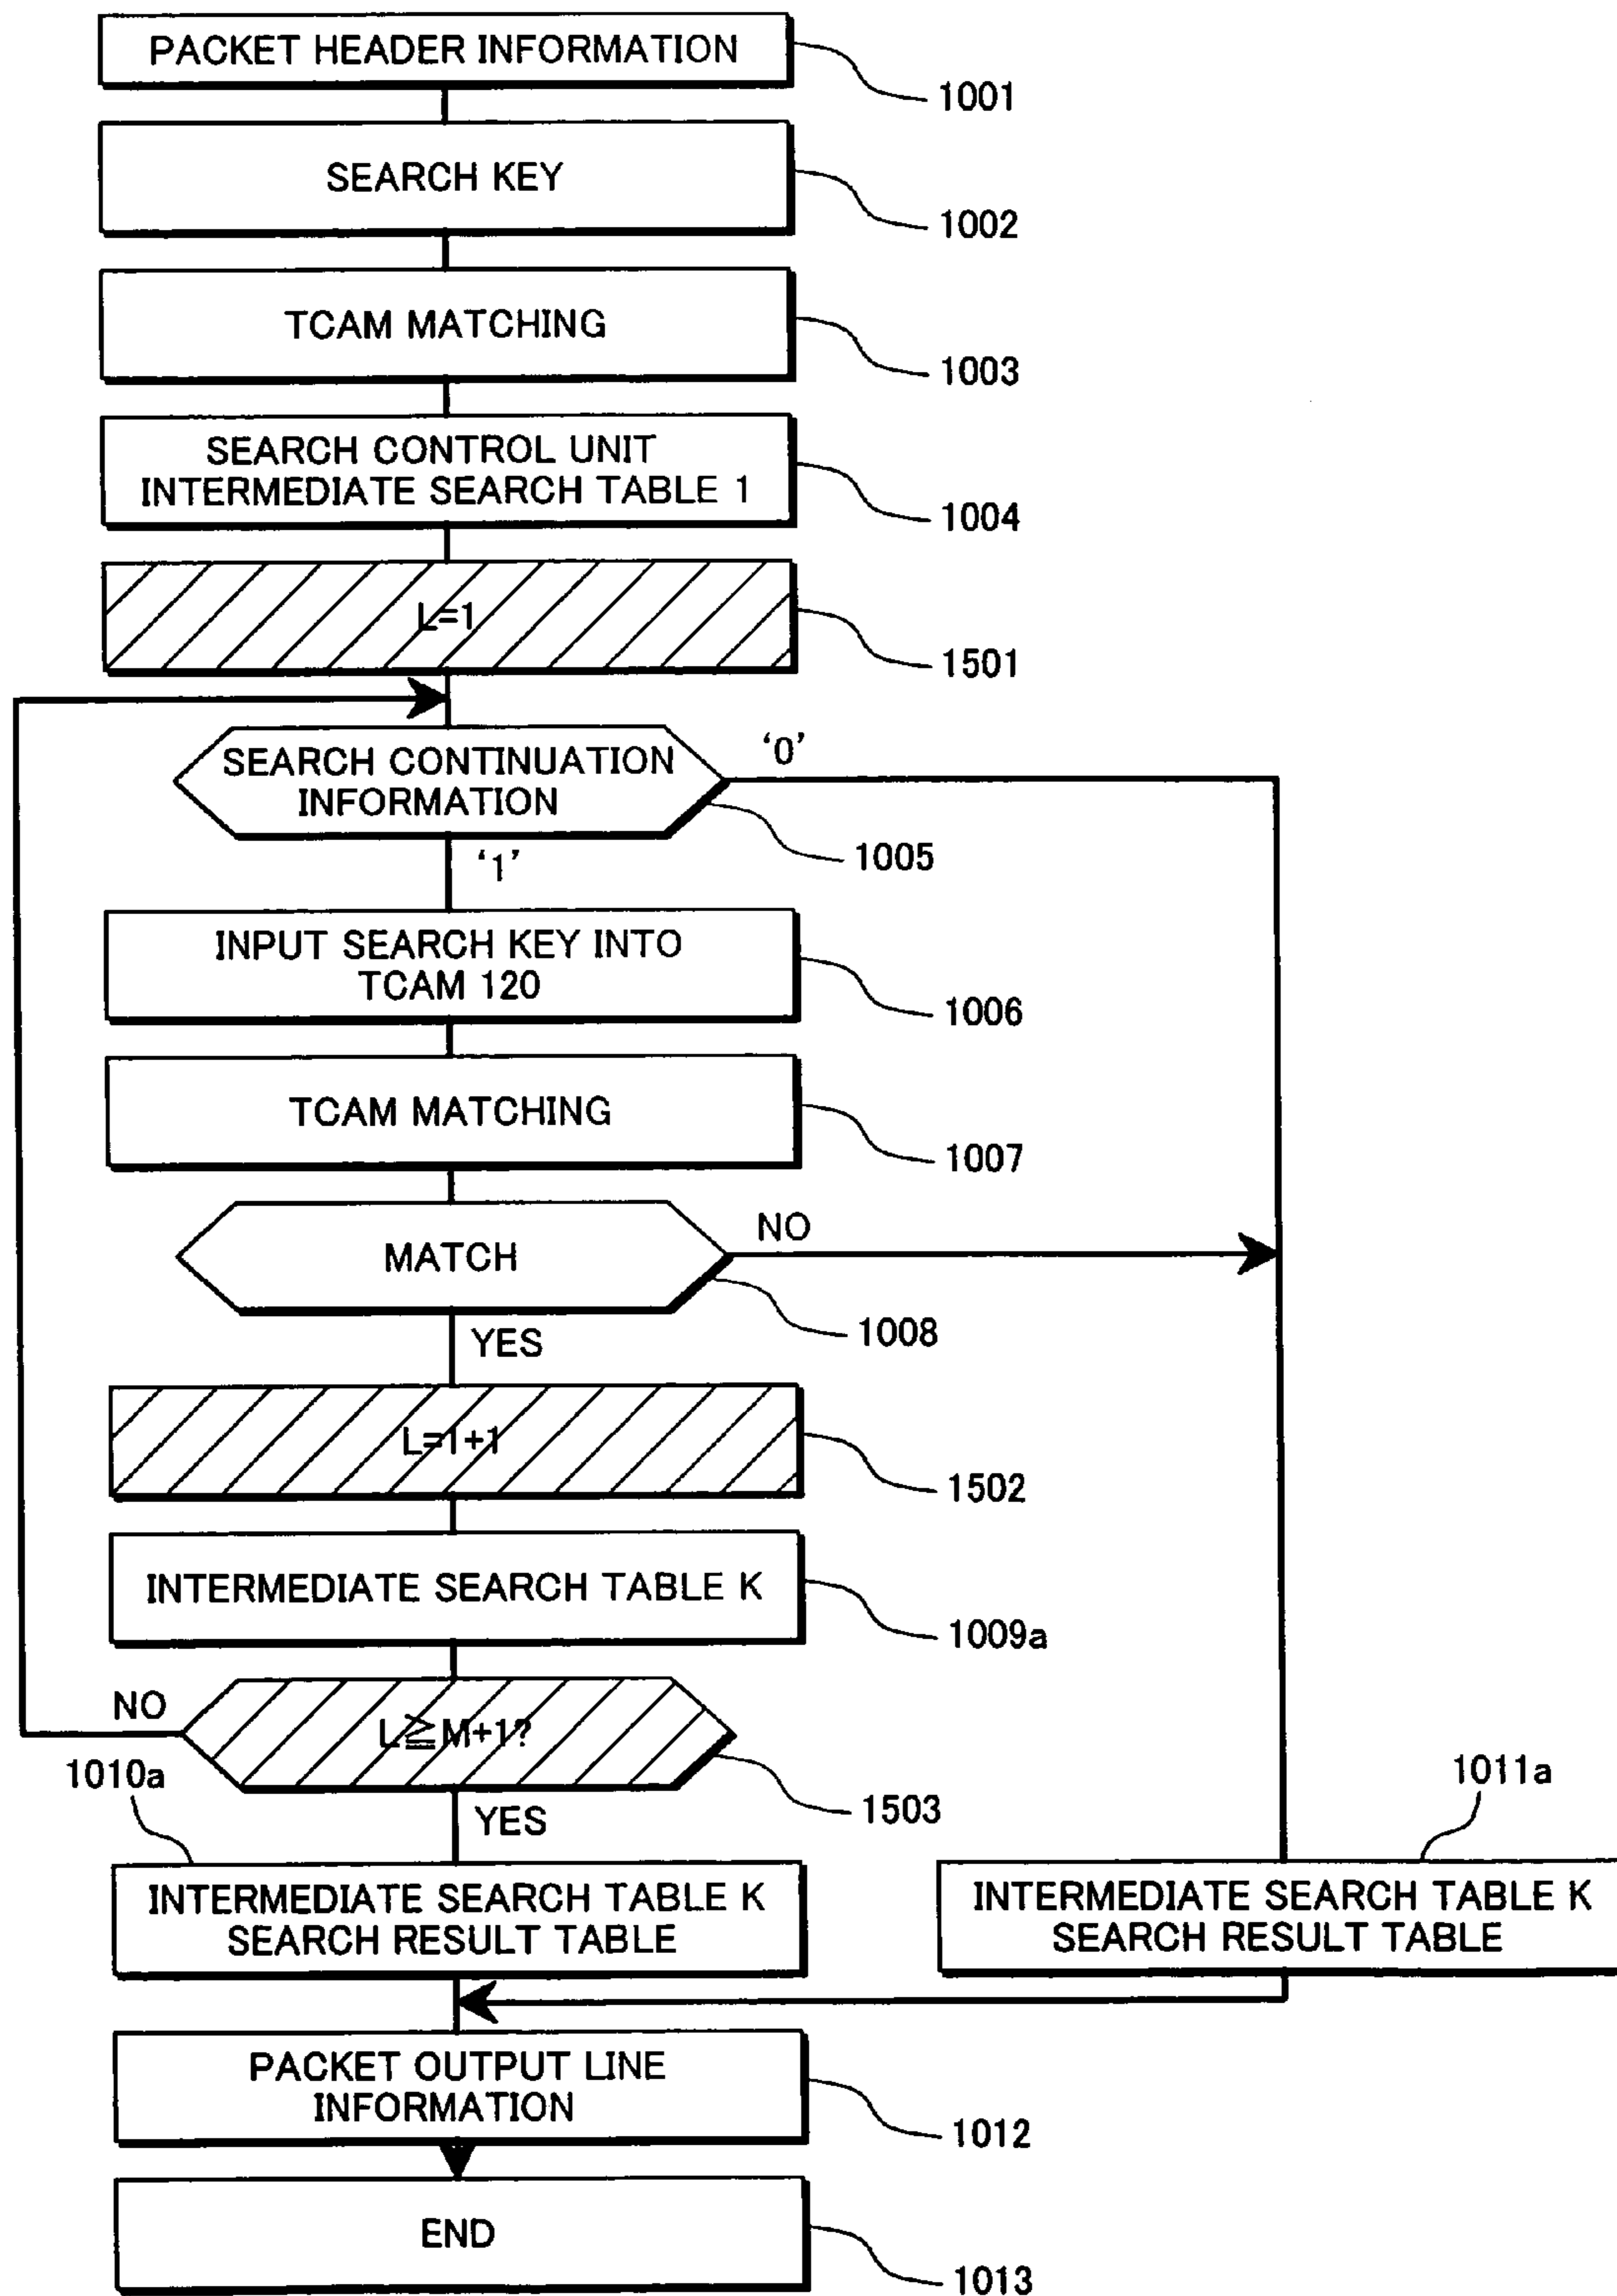 PACKET HEADER INFORMATION
1001
SEARCH KEY
1002
TCAM MATCHING
1003
SEARCH CONTROL UNIT
INTERMEDIATE SEARCH TABLE 1
1004
L=1
1501
SEARCH CONTINUATION
INFORMATION
'0'
1005
'1'
INPUT SEARCH KEY INTO
TCAM 120
1006
TCAM MATCHING
1007
MATCH
NO
1008
YES
L=1+1
1502
INTERMEDIATE SEARCH TABLE K
1009a
NO
L≧M+1?
1503
YES
1010a
1011a
INTERMEDIATE SEARCH TABLE K
SEARCH RESULT TABLE
INTERMEDIATE SEARCH TABLE K
SEARCH RESULT TABLE
PACKET OUTPUT LINE
INFORMATION
1012
END
1013